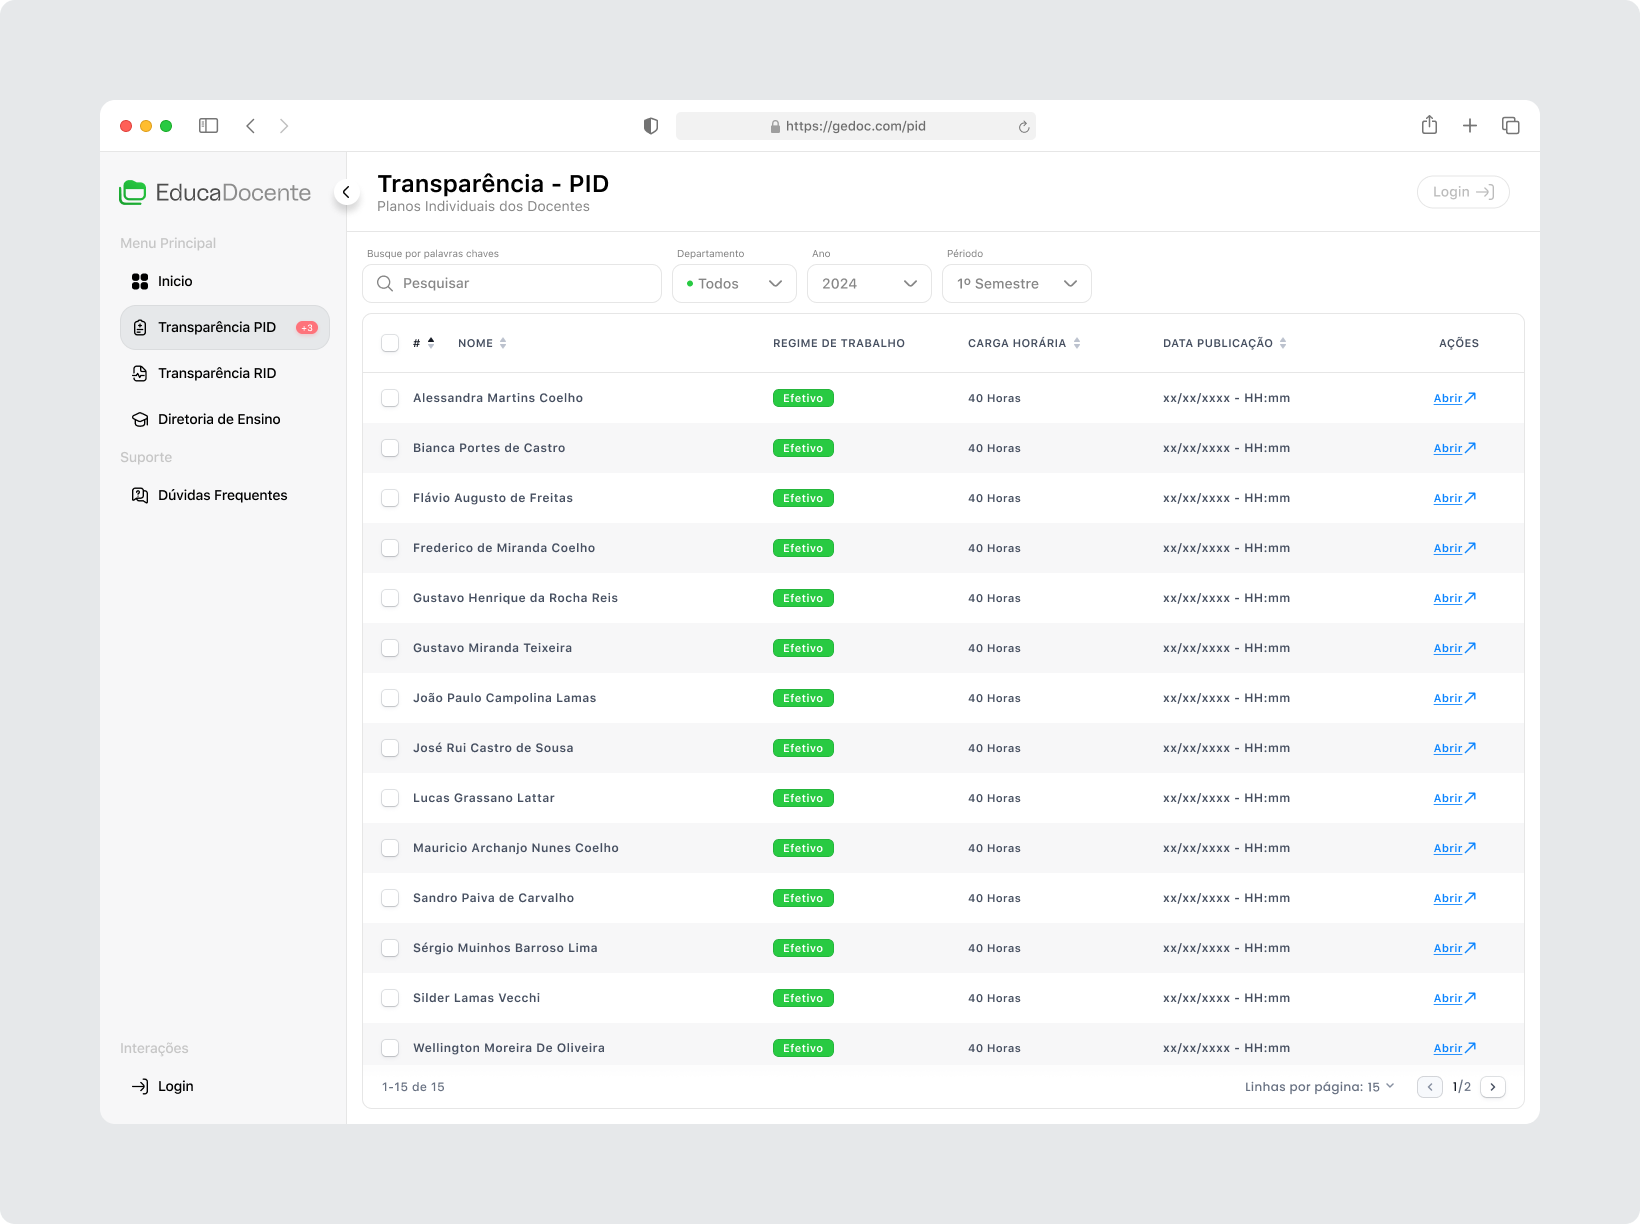 https://gedoc.com/pid
EducaDocente
Menu Principal
Inicio
Transparência PID +3
Transparência RID
Diretoria de Ensino
Suporte
Dúvidas Frequentes
Interações
Login
Transparência - PID
Planos Individuais dos Docentes
Login
Busque por palavras chaves
Pesquisar
Departamento
Todos
Ano
2024
Périodo
1º Semestre
# NOME REGIME DE TRABALHO CARGA HORÁRIA DATA PUBLICAÇÃO AÇÕES
Alessandra Martins Coelho Efetivo 40 Horas xx/xx/xxxx - HH:mm Abrir
Bianca Portes de Castro Efetivo 40 Horas xx/xx/xxxx - HH:mm Abrir
Flávio Augusto de Freitas Efetivo 40 Horas xx/xx/xxxx - HH:mm Abrir
Frederico de Miranda Coelho Efetivo 40 Horas xx/xx/xxxx - HH:mm Abrir
Gustavo Henrique da Rocha Reis Efetivo 40 Horas xx/xx/xxxx - HH:mm Abrir
Gustavo Miranda Teixeira Efetivo 40 Horas xx/xx/xxxx - HH:mm Abrir
João Paulo Campolina Lamas Efetivo 40 Horas xx/xx/xxxx - HH:mm Abrir
José Rui Castro de Sousa Efetivo 40 Horas xx/xx/xxxx - HH:mm Abrir
Lucas Grassano Lattar Efetivo 40 Horas xx/xx/xxxx - HH:mm Abrir
Mauricio Archanjo Nunes Coelho Efetivo 40 Horas xx/xx/xxxx - HH:mm Abrir
Sandro Paiva de Carvalho Efetivo 40 Horas xx/xx/xxxx - HH:mm Abrir
Sérgio Muinhos Barroso Lima Efetivo 40 Horas xx/xx/xxxx - HH:mm Abrir
Silder Lamas Vecchi Efetivo 40 Horas xx/xx/xxxx - HH:mm Abrir
Wellington Moreira De Oliveira Efetivo 40 Horas xx/xx/xxxx - HH:mm Abrir
1-15 de 15 Linhas por página: 15 1/2